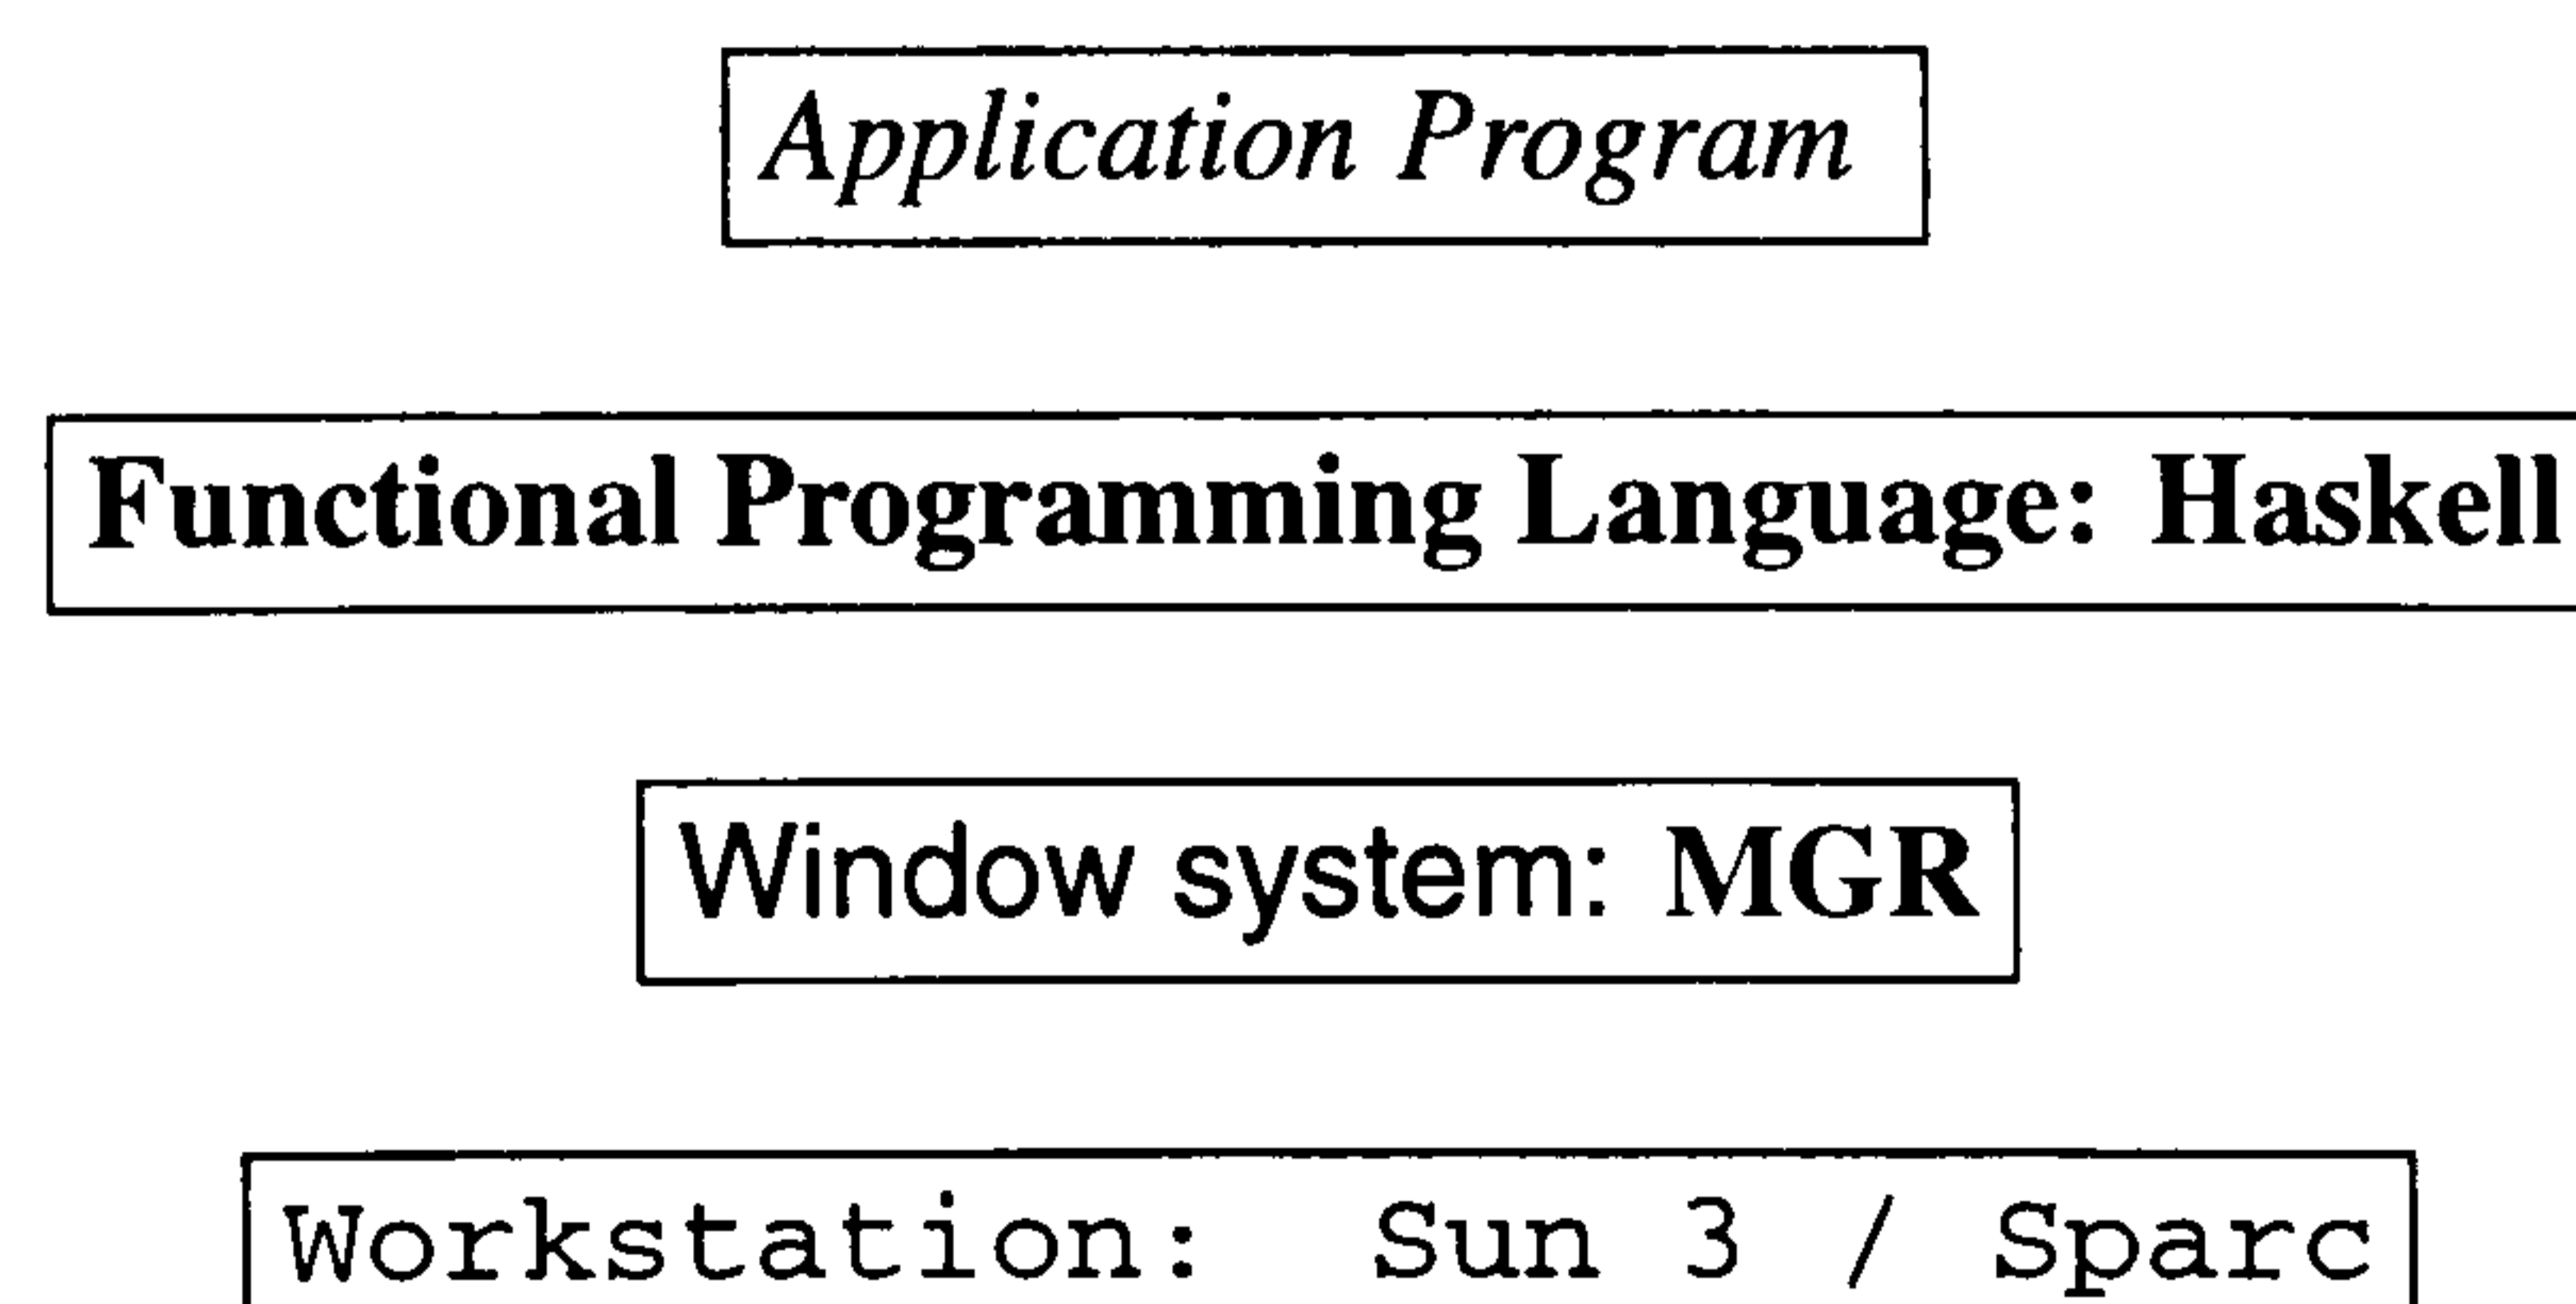 Application Program
Functional Programming Language: Haskell
Window system: MGR
Workstation: Sun 3 / Sparc